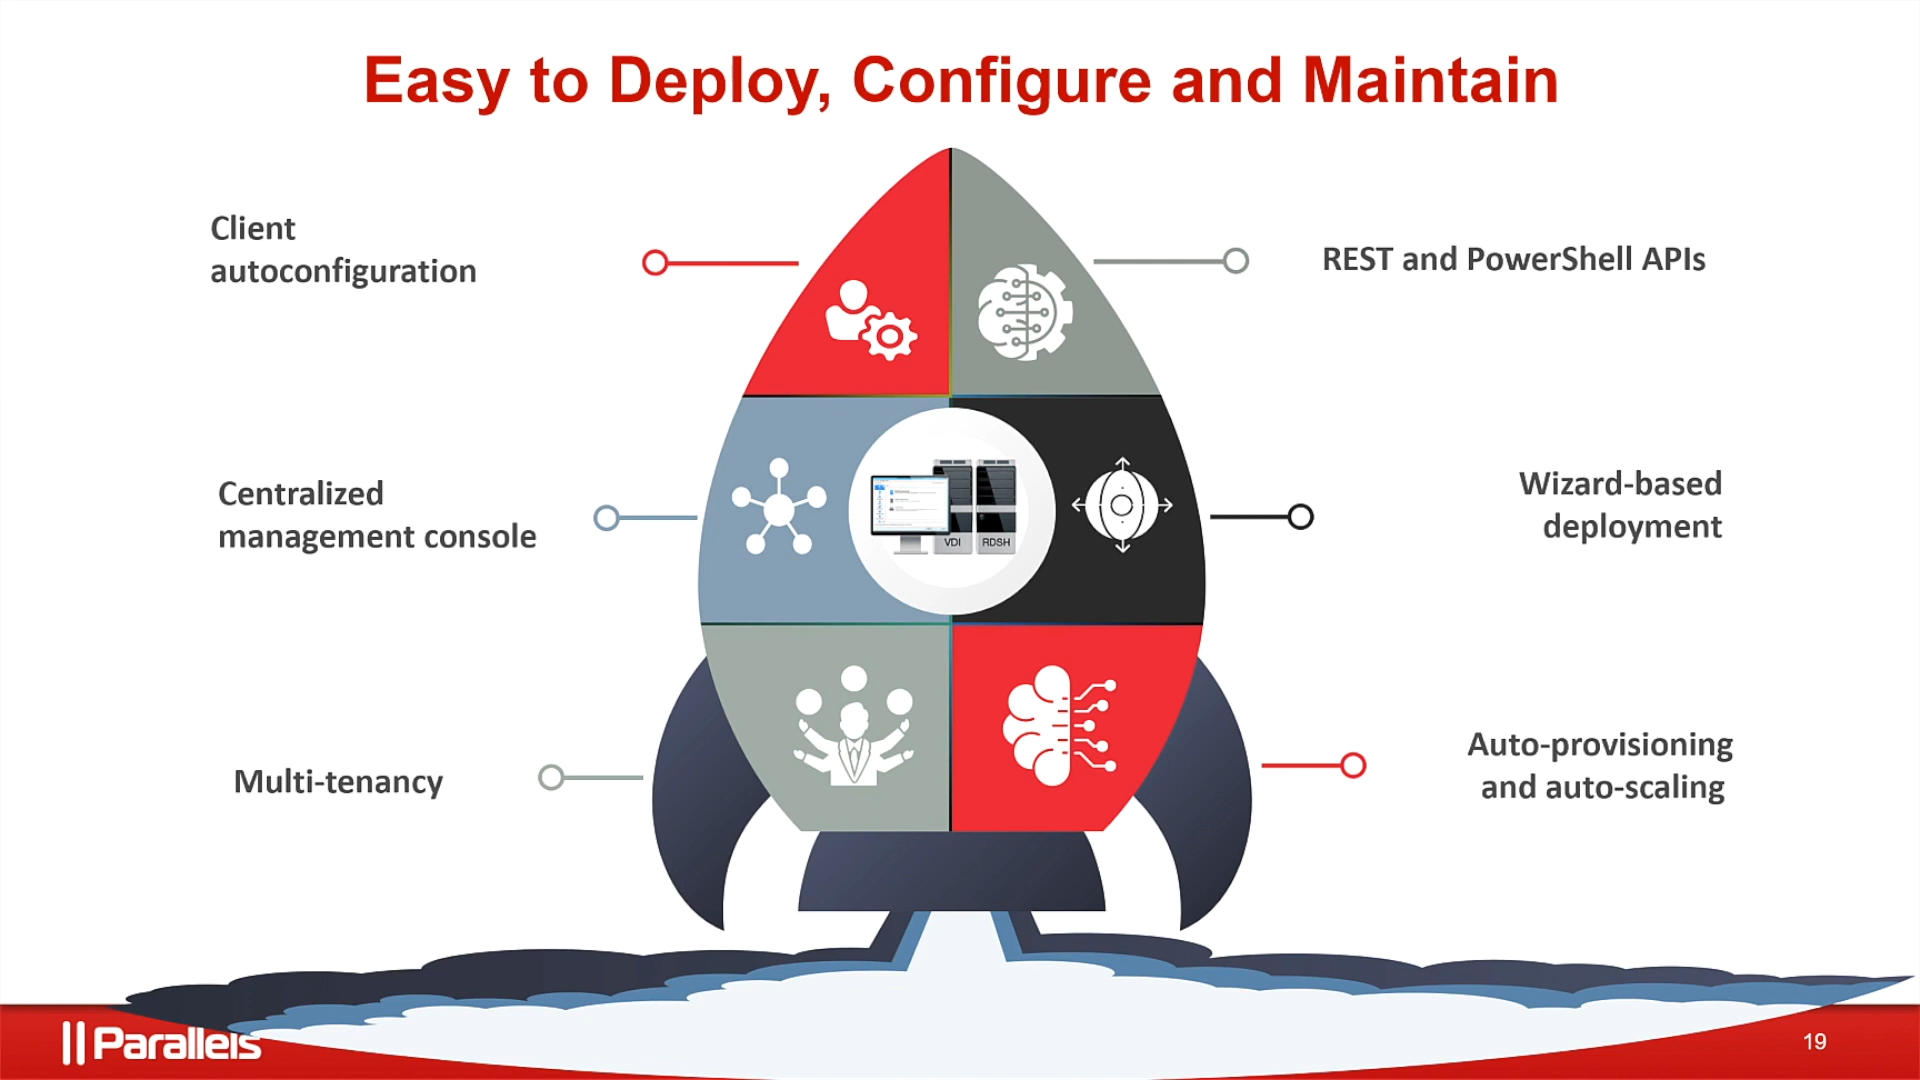 Easy to Deploy, Configure and Maintain
Client
autoconfiguration
REST and PowerShell APIs
Centralized
management console
VDI
RDSH
Wizard-based
deployment
Multi-tenancy
Auto-provisioning
and auto-scaling
Parallels
19